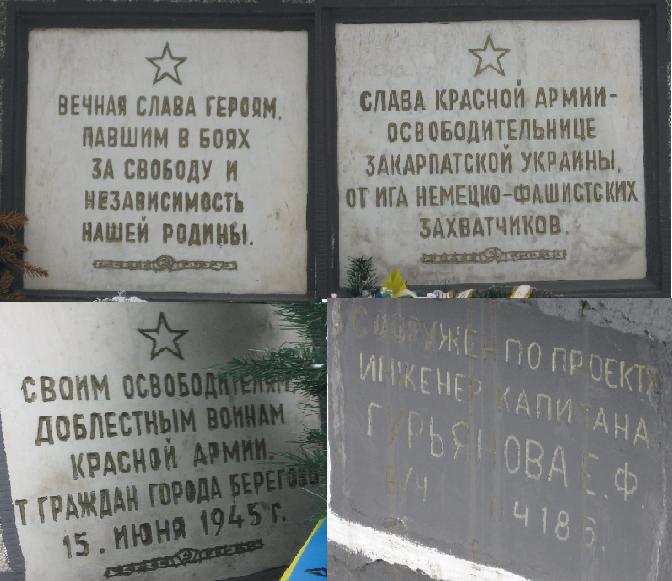 ВЕЧНАЯ СЛАВА ГЕРОЯМ,
ПАВШИМ В БОЯХ
ЗА СВОБОДУ И
НЕЗАВИСИМОСТЬ
НАШЕЙ РОДИНЫ.
СЛАВА КРАСНОЙ АРМИИ-
ОСВОБОДИТЕЛЬНИЦЕ
ЗАКАРПАТСКОЙ УКРАИНЫ,
ОТ ИГА НЕМЕЦКО-ФАШИСТСКИХ
ЗАХВАТЧИКОВ.
СВОИМ ОСВОБОДИТЕЛЯМ
ДОБЛЕСТНЫМ ВОИНАМ
КРАСНОЙ АРМИИ.
Т ГРАЖДАН ГОРОДА БЕРЕГОВО
15. ИЮНЯ 1945 г.
СООРУЖЕН ПО ПРОЕКТУ
ИНЖЕНЕР КАПИТАНА
ГУРЬЯНОВА Е.Ф.
В/Ч